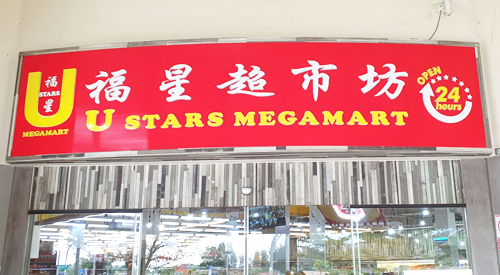 福
STARS
星
U
MEGAMART
福星超市坊
U STARS MEGAMART
OPEN
24
hours